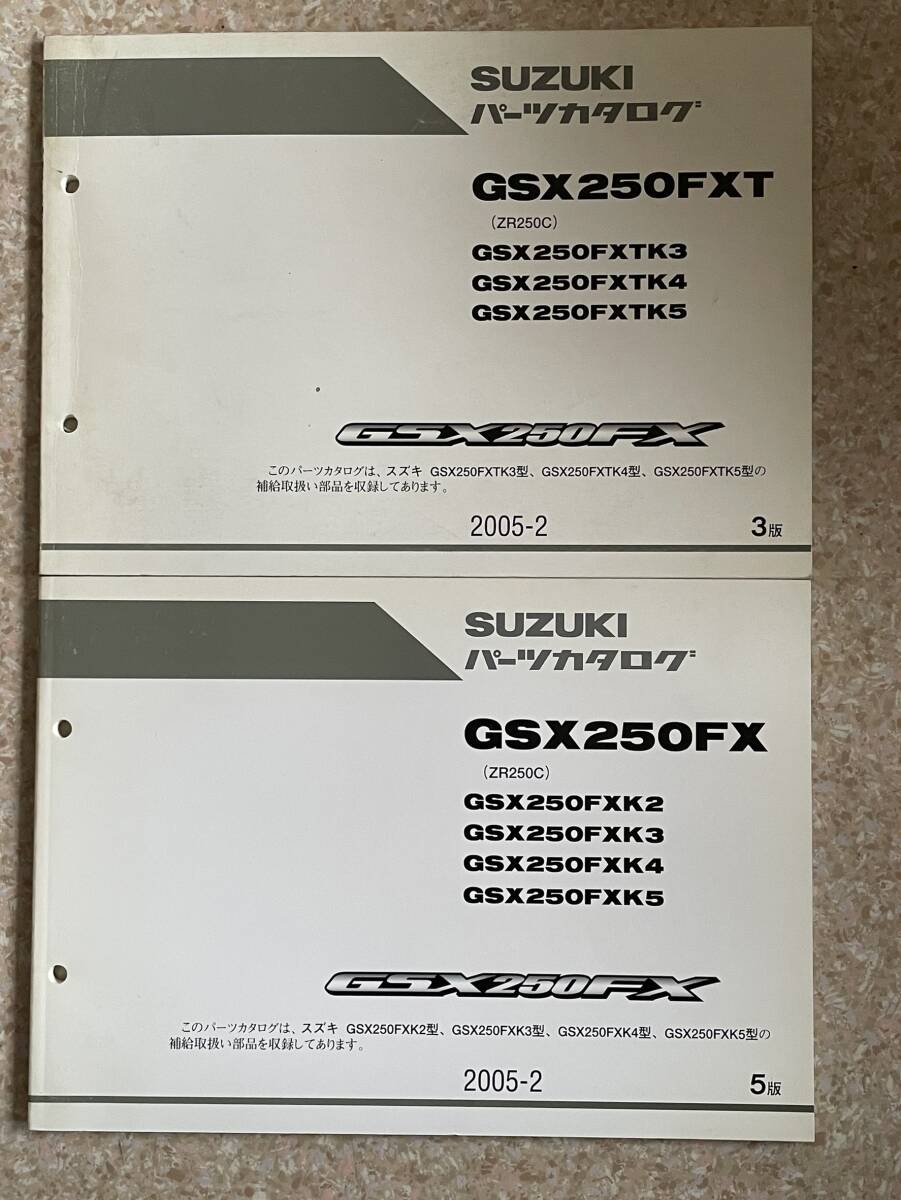 SUZUKI
パーツカタログ
GSX250FXT
(ZR250C)
GSX250FXTK3
GSX250FXTK4
GSX250FXTK5
GSX250FX
このパーツカタログは、スズキ GSX250FXTK3型、GSX250FXTK4型、GSX250FXTK5型の
補給取扱い部品を収録してあります。
2005-2 3版
SUZUKI
パーツカタログ
GSX250FX
(ZR250C)
GSX250FXK2
GSX250FXK3
GSX250FXK4
GSX250FXK5
GSX250FX
このパーツカタログは、スズキ GSX250FXK2型、GSX250FXK3型、GSX250FXK4型、GSX250FXK5型の
補給取扱い部品を収録してあります。
2005-2 5版